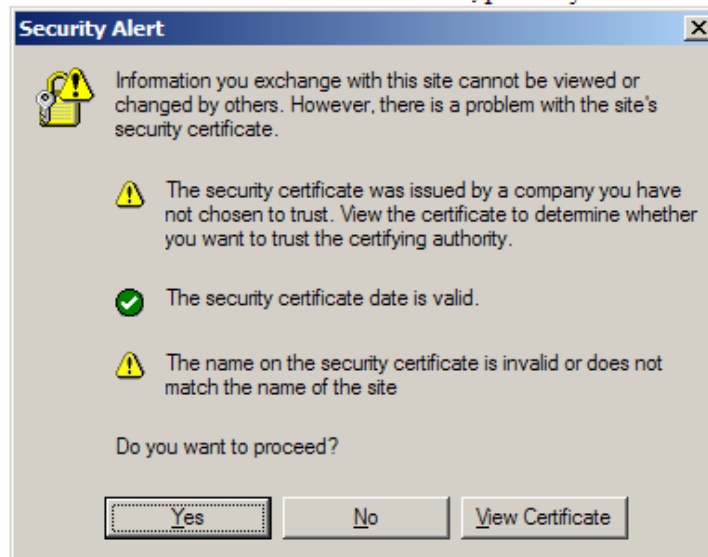 Security Alert
Information you exchange with this site cannot be viewed or
changed by others. However, there is a problem with the site's
security certificate.
The security certificate was issued by a company you have
not chosen to trust. View the certificate to determine whether
you want to trust the certifying authority.
The security certificate date is valid.
The name on the security certificate is invalid or does not
match the name of the site
Do you want to proceed?
Yes No View Certificate